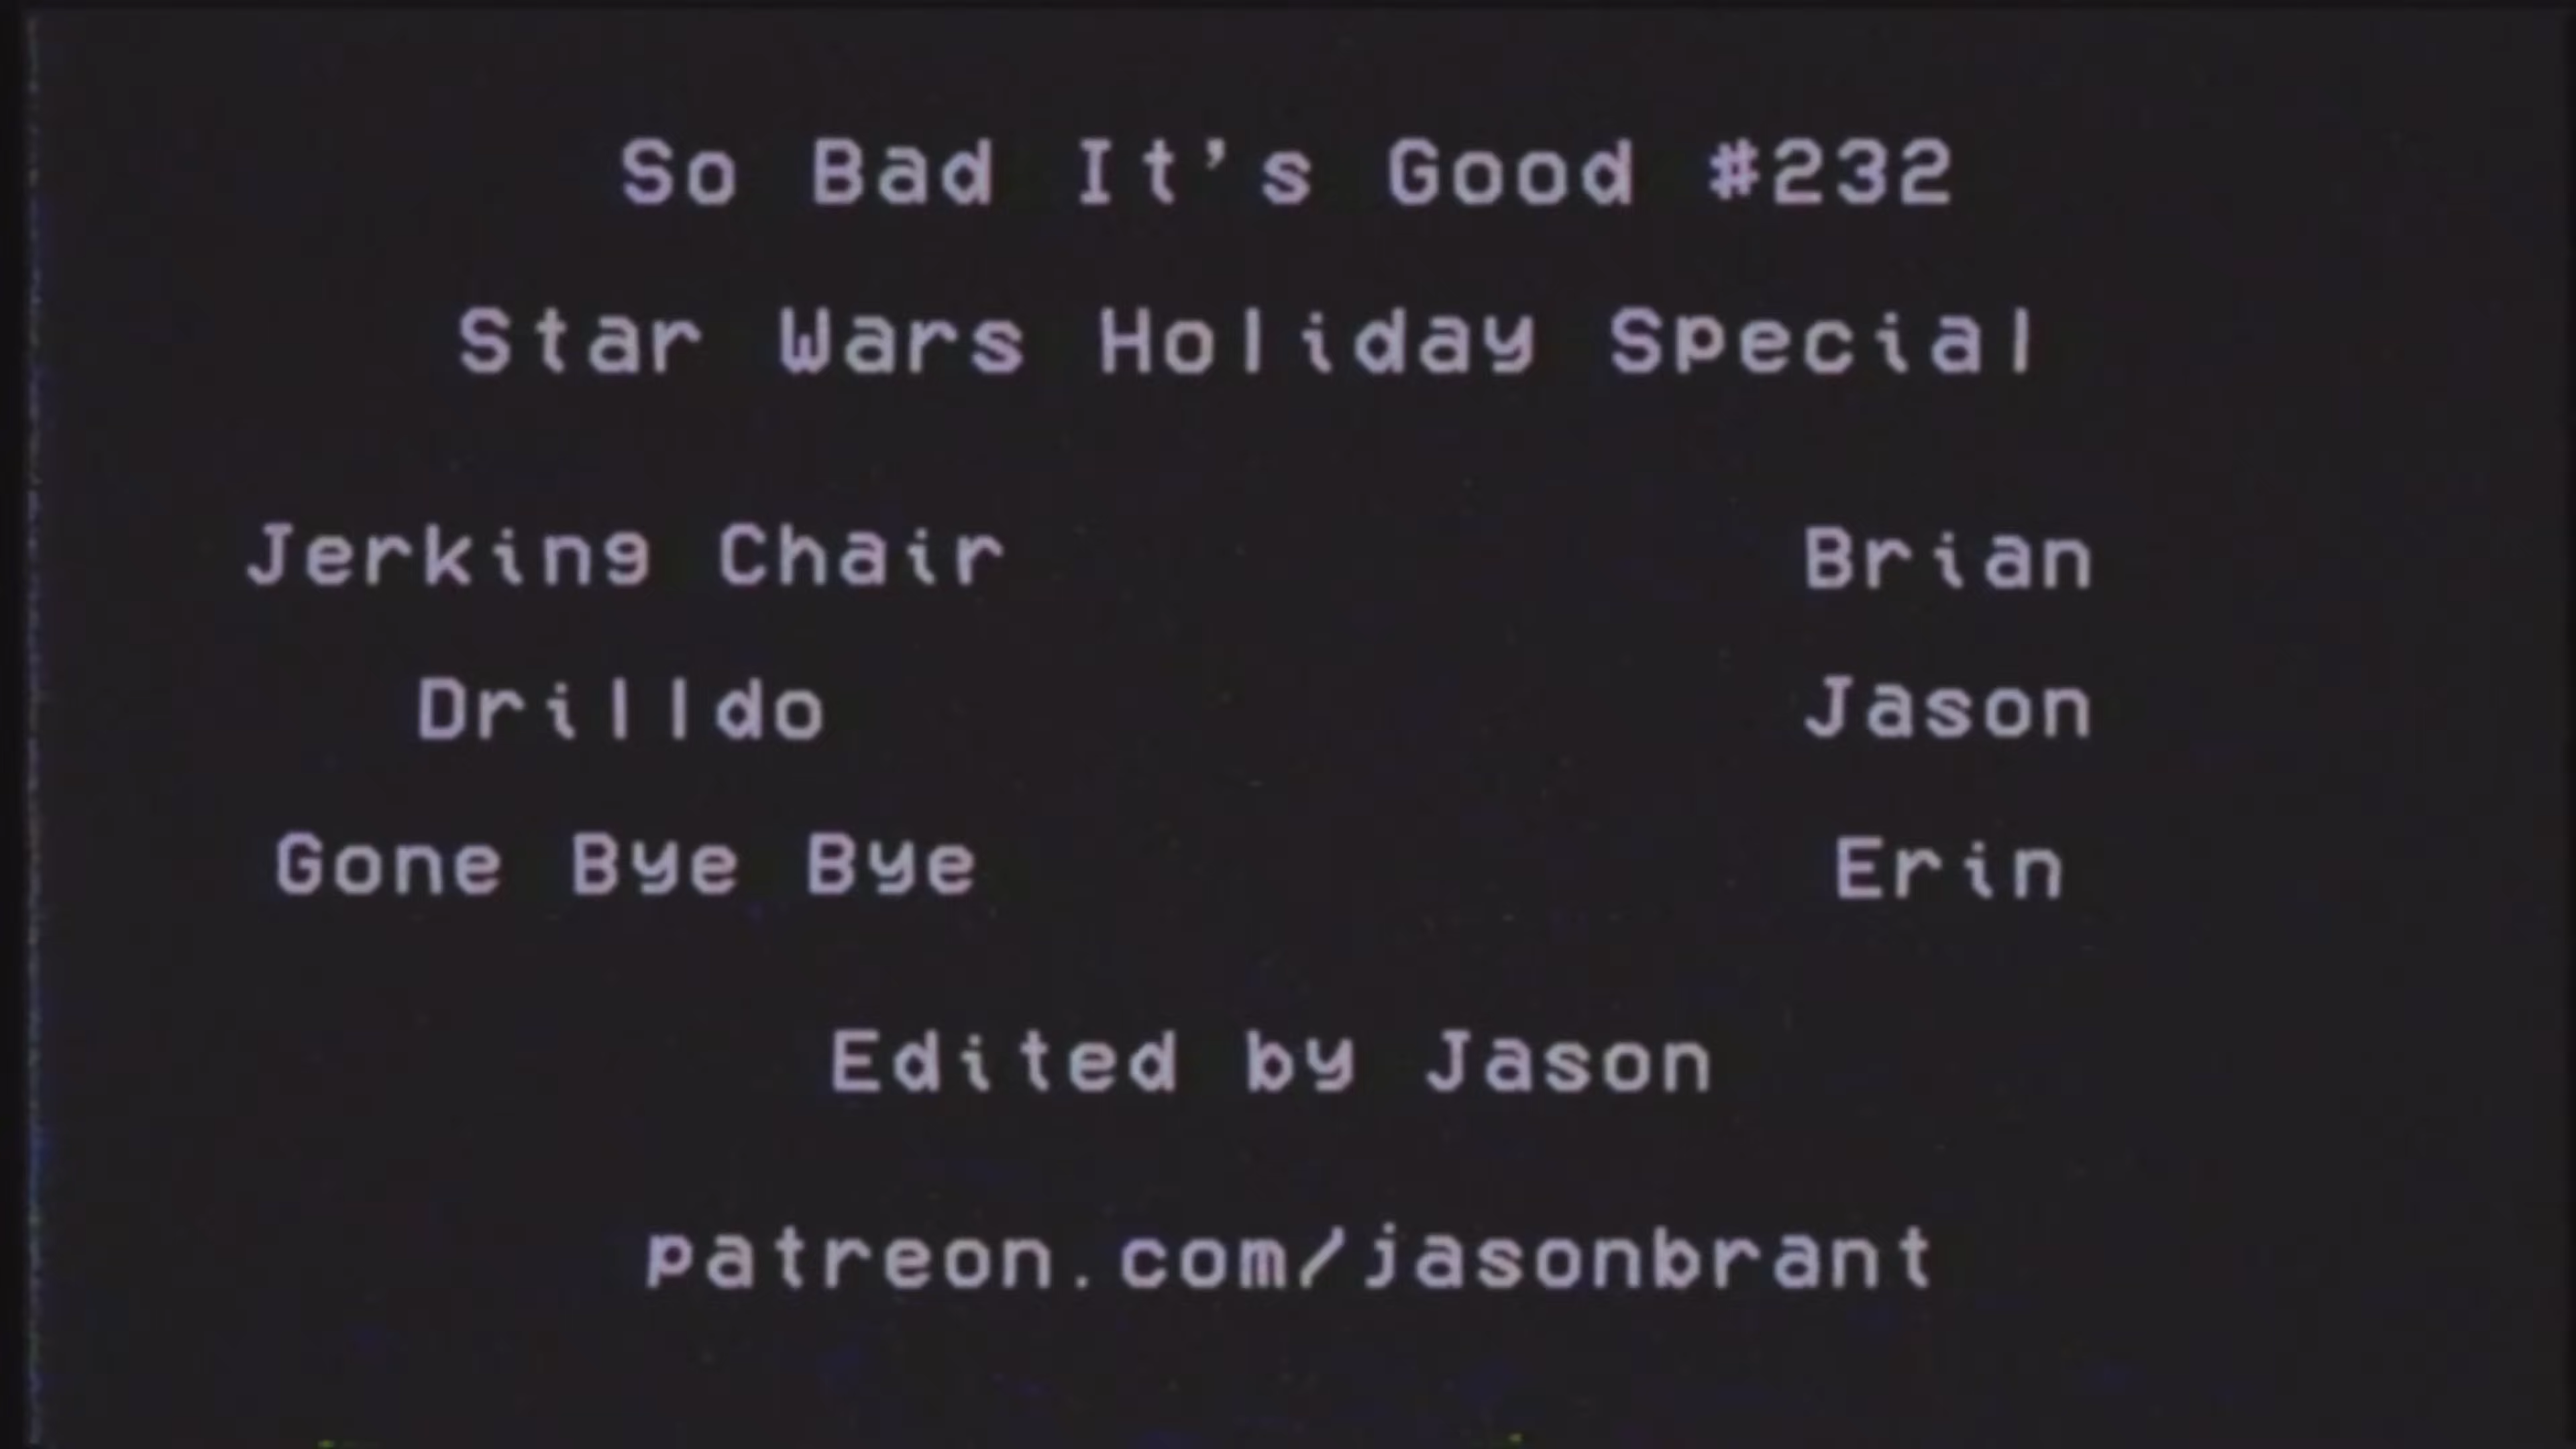 So Bad It's Good #232
Star Wars Holiday Special
Jerking Chair Brian
Drilldo Jason
Gone Bye Bye Erin
Edited by Jason
patreon.com/jasonbrant